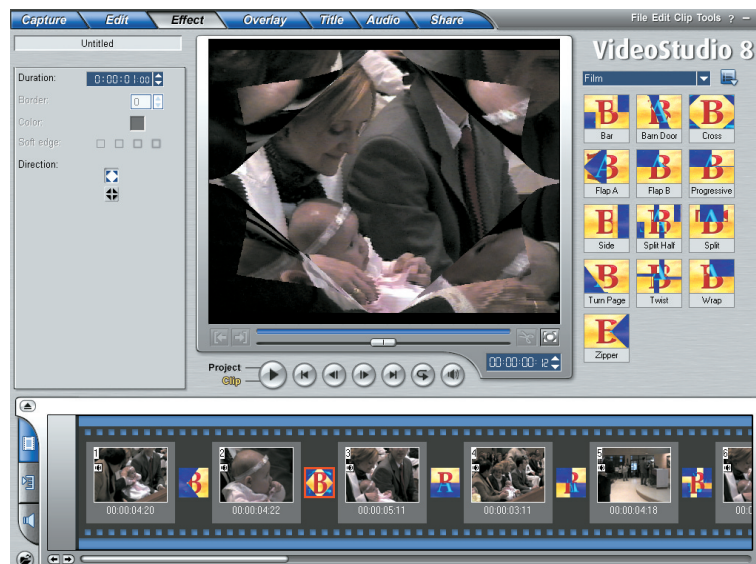 Capture Edit Effect Overlay Title Audio Share File Edit Clip Tools ? –
Untitled
VideoStudio 8
Duration: 0:00:01:00
Film
Border: 0
Color:
Soft edge:
Direction:
Bar Barn Door Cross
Flap A Flap B Progressive
Side Split Half Split
Turn Page Twist Wrap
Zipper
00:00:00:12
Project
Clip
1 2 3 4 5 6
00:00:04:20 00:00:04:22 00:00:05:11 00:00:03:11 00:00:04:18